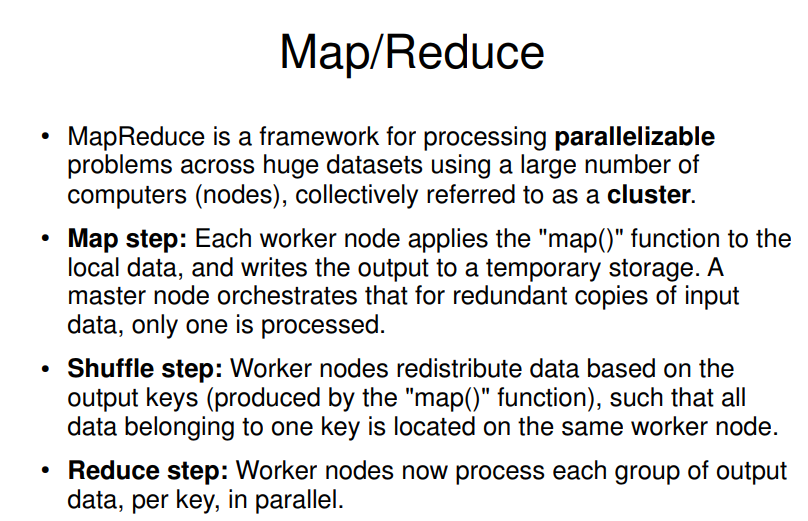 Map/Reduce
• MapReduce is a framework for processing parallelizable
problems across huge datasets using a large number of
computers (nodes), collectively referred to as a cluster.
• Map step: Each worker node applies the "map()" function to the
local data, and writes the output to a temporary storage. A
master node orchestrates that for redundant copies of input
data, only one is processed.
• Shuffle step: Worker nodes redistribute data based on the
output keys (produced by the "map()" function), such that all
data belonging to one key is located on the same worker node.
• Reduce step: Worker nodes now process each group of output
data, per key, in parallel.